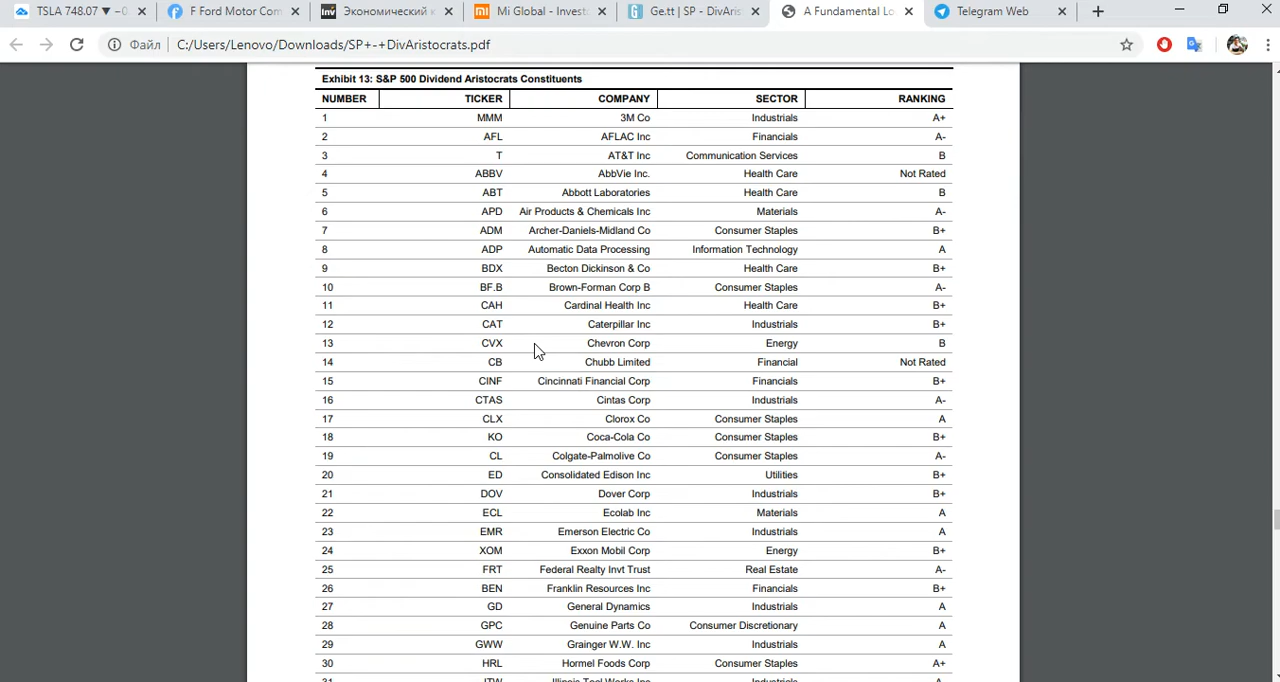 TSLA 748.07 ▼ −0
F Ford Motor Com
Экономический к
Mi Global - Invest
Ge.tt | SP - DivAris
A Fundamental Lo
Telegram Web
Файл | C:/Users/Lenovo/Downloads/SP+-+DivAristocrats.pdf
Exhibit 13: S&P 500 Dividend Aristocrats Constituents
NUMBER TICKER COMPANY SECTOR RANKING
1 MMM 3M Co Industrials A+
2 AFL AFLAC Inc Financials A-
3 T AT&T Inc Communication Services B
4 ABBV AbbVie Inc. Health Care Not Rated
5 ABT Abbott Laboratories Health Care B
6 APD Air Products & Chemicals Inc Materials A-
7 ADM Archer-Daniels-Midland Co Consumer Staples B+
8 ADP Automatic Data Processing Information Technology A
9 BDX Becton Dickinson & Co Health Care B+
10 BF.B Brown-Forman Corp B Consumer Staples A-
11 CAH Cardinal Health Inc Health Care B+
12 CAT Caterpillar Inc Industrials B+
13 CVX Chevron Corp Energy B
14 CB Chubb Limited Financial Not Rated
15 CINF Cincinnati Financial Corp Financials B+
16 CTAS Cintas Corp Industrials A-
17 CLX Clorox Co Consumer Staples A
18 KO Coca-Cola Co Consumer Staples B+
19 CL Colgate-Palmolive Co Consumer Staples A-
20 ED Consolidated Edison Inc Utilities B+
21 DOV Dover Corp Industrials B+
22 ECL Ecolab Inc Materials A
23 EMR Emerson Electric Co Industrials A
24 XOM Exxon Mobil Corp Energy B+
25 FRT Federal Realty Invt Trust Real Estate A-
26 BEN Franklin Resources Inc Financials B+
27 GD General Dynamics Industrials A
28 GPC Genuine Parts Co Consumer Discretionary A
29 GWW Grainger W.W. Inc Industrials A
30 HRL Hormel Foods Corp Consumer Staples A+
31 ITW Illinois Tool Works Inc Industrials